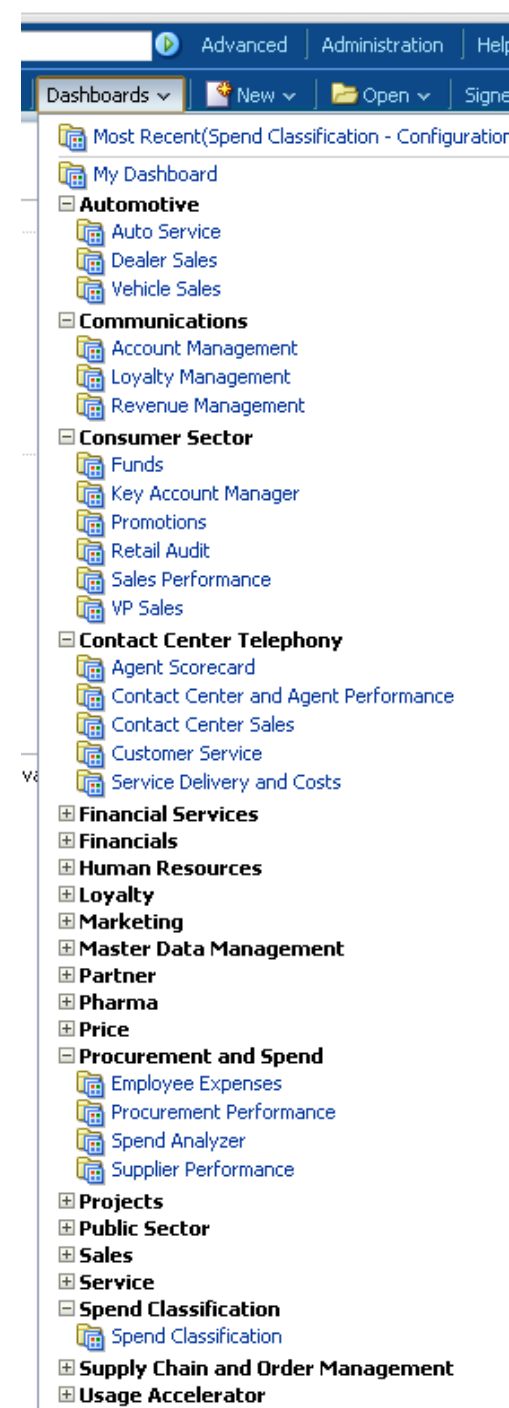 Advanced Administration Help
Dashboards New Open Signe
Most Recent(Spend Classification - Configuration
My Dashboard
Automotive
Auto Service
Dealer Sales
Vehicle Sales
Communications
Account Management
Loyalty Management
Revenue Management
Consumer Sector
Funds
Key Account Manager
Promotions
Retail Audit
Sales Performance
VP Sales
Contact Center Telephony
Agent Scorecard
Contact Center and Agent Performance
Contact Center Sales
Customer Service
Service Delivery and Costs
Financial Services
Financials
Human Resources
Loyalty
Marketing
Master Data Management
Partner
Pharma
Price
Procurement and Spend
Employee Expenses
Procurement Performance
Spend Analyzer
Supplier Performance
Projects
Public Sector
Sales
Service
Spend Classification
Spend Classification
Supply Chain and Order Management
Usage Accelerator